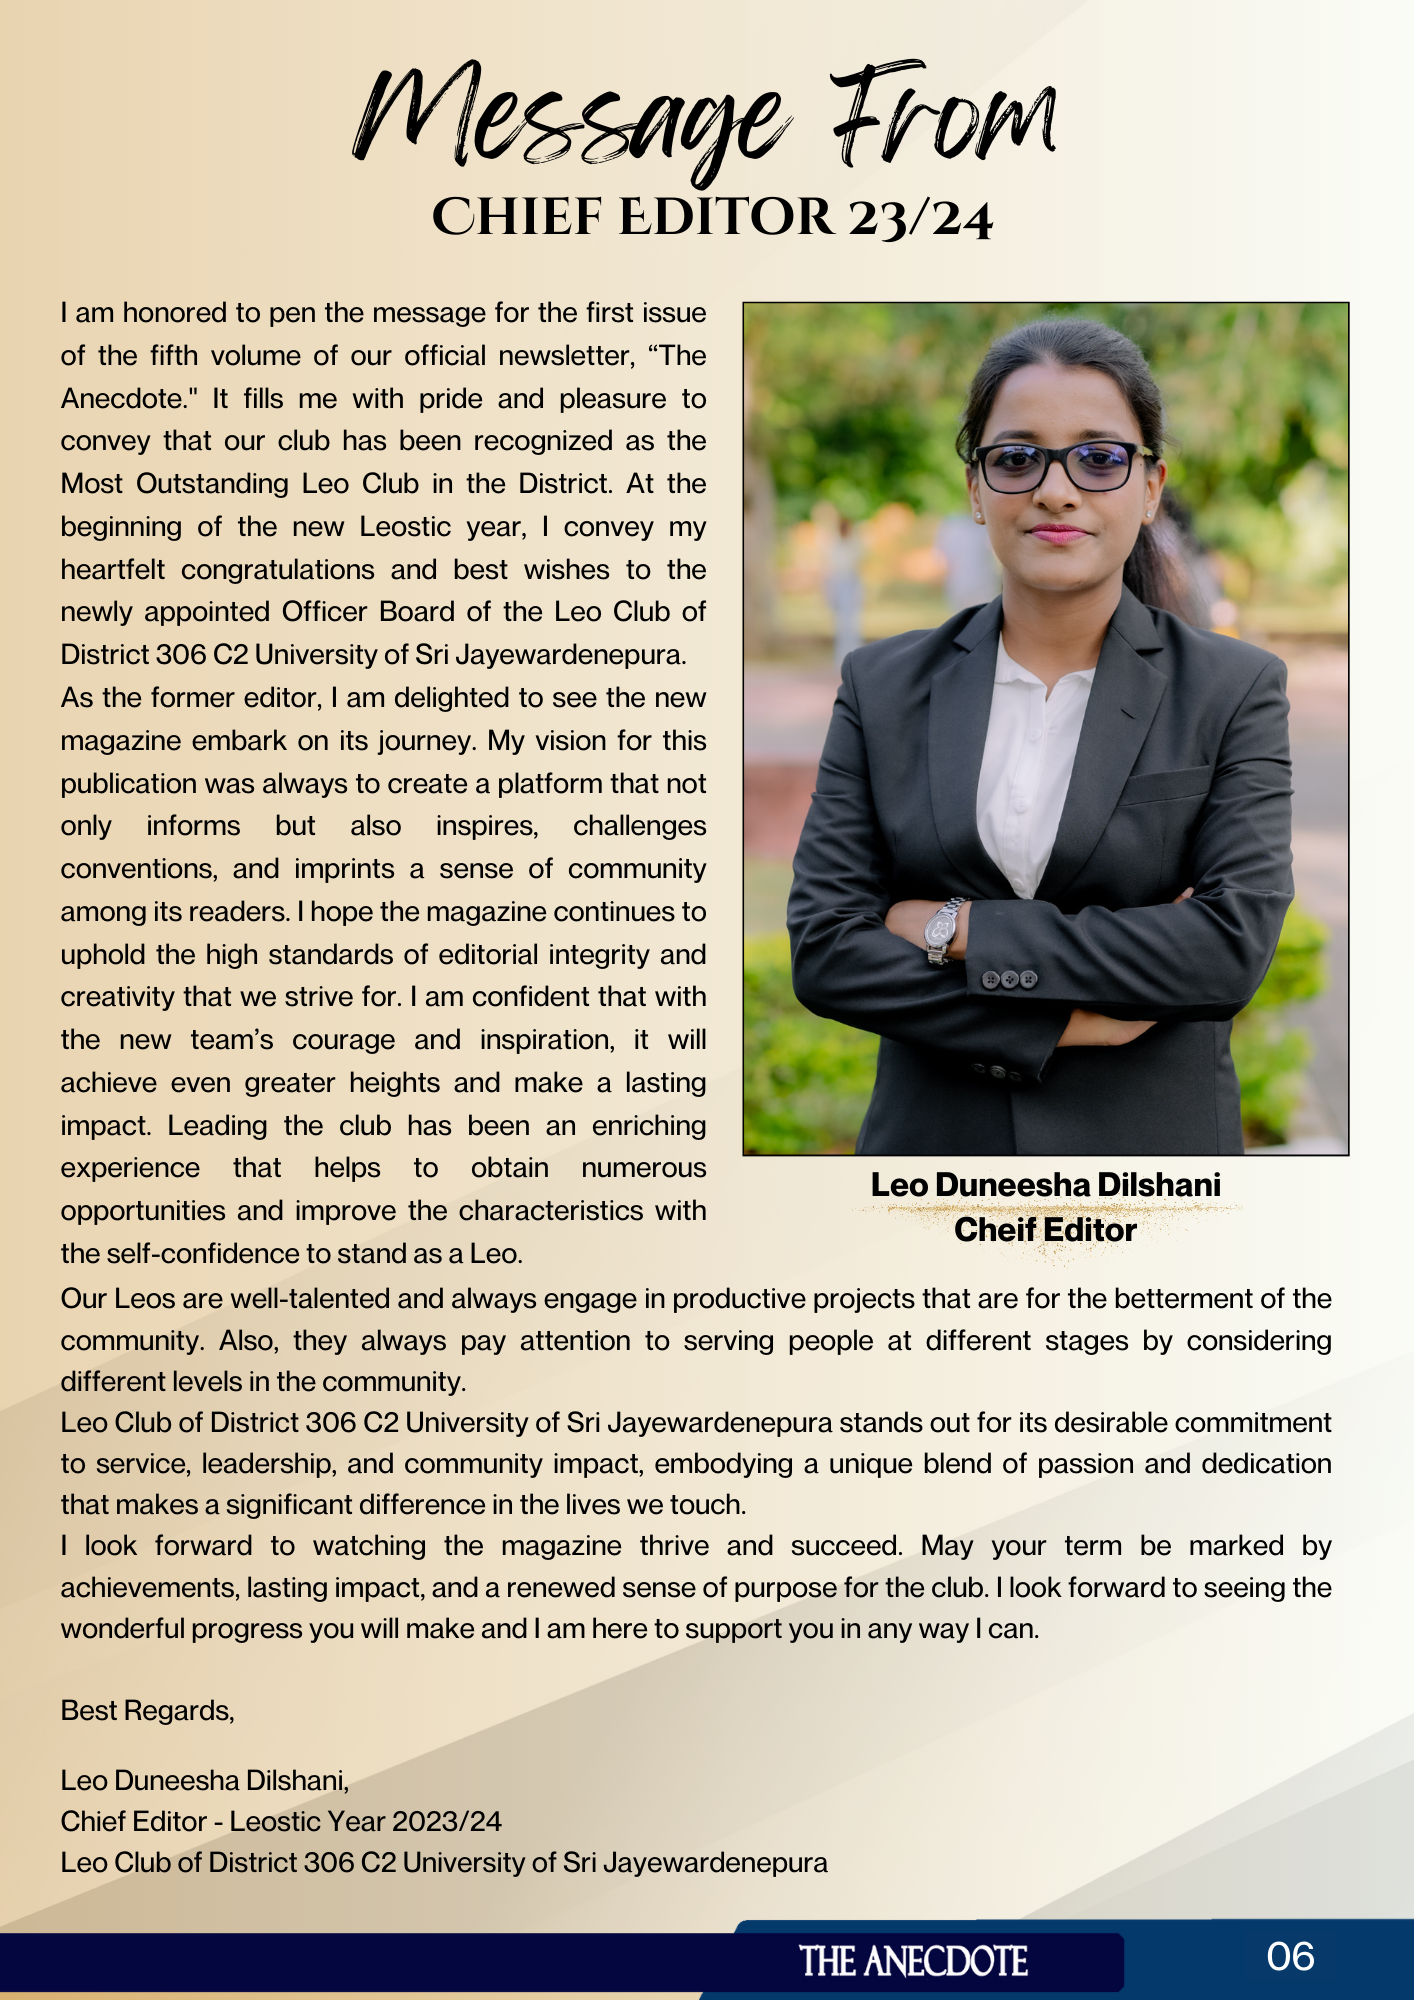 Message From
CHIEF EDITOR 23/24
I am honored to pen the message for the first issue
of the fifth volume of our official newsletter, “The
Anecdote." It fills me with pride and pleasure to
convey that our club has been recognized as the
Most Outstanding Leo Club in the District. At the
beginning of the new Leostic year, I convey my
heartfelt congratulations and best wishes to the
newly appointed Officer Board of the Leo Club of
District 306 C2 University of Sri Jayewardenepura.
As the former editor, I am delighted to see the new
magazine embark on its journey. My vision for this
publication was always to create a platform that not
only informs but also inspires, challenges
conventions, and imprints a sense of community
among its readers. I hope the magazine continues to
uphold the high standards of editorial integrity and
creativity that we strive for. I am confident that with
the new team’s courage and inspiration, it will
achieve even greater heights and make a lasting
impact. Leading the club has been an enriching
experience that helps to obtain numerous
opportunities and improve the characteristics with
the self-confidence to stand as a Leo.
Leo Duneesha Dilshani
Cheif Editor
Our Leos are well-talented and always engage in productive projects that are for the betterment of the
community. Also, they always pay attention to serving people at different stages by considering
different levels in the community.
Leo Club of District 306 C2 University of Sri Jayewardenepura stands out for its desirable commitment
to service, leadership, and community impact, embodying a unique blend of passion and dedication
that makes a significant difference in the lives we touch.
I look forward to watching the magazine thrive and succeed. May your term be marked by
achievements, lasting impact, and a renewed sense of purpose for the club. I look forward to seeing the
wonderful progress you will make and I am here to support you in any way I can.
Best Regards,
Leo Duneesha Dilshani,
Chief Editor - Leostic Year 2023/24
Leo Club of District 306 C2 University of Sri Jayewardenepura
THE ANECDOTE
06